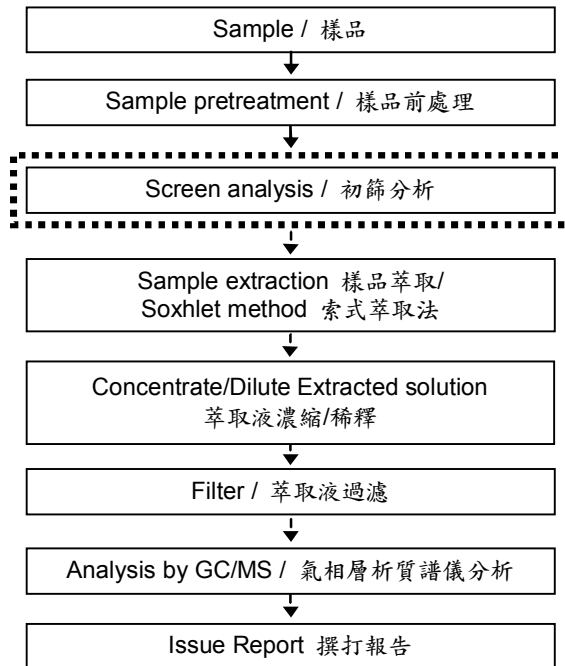 Sample / 樣品
Sample pretreatment / 樣品前處理
Screen analysis / 初篩分析
Sample extraction 樣品萃取/
Soxhlet method 索式萃取法
Concentrate/Dilute Extracted solution
萃取液濃縮/稀釋
Filter / 萃取液過濾
Analysis by GC/MS / 氣相層析質譜儀分析
Issue Report 撰打報告